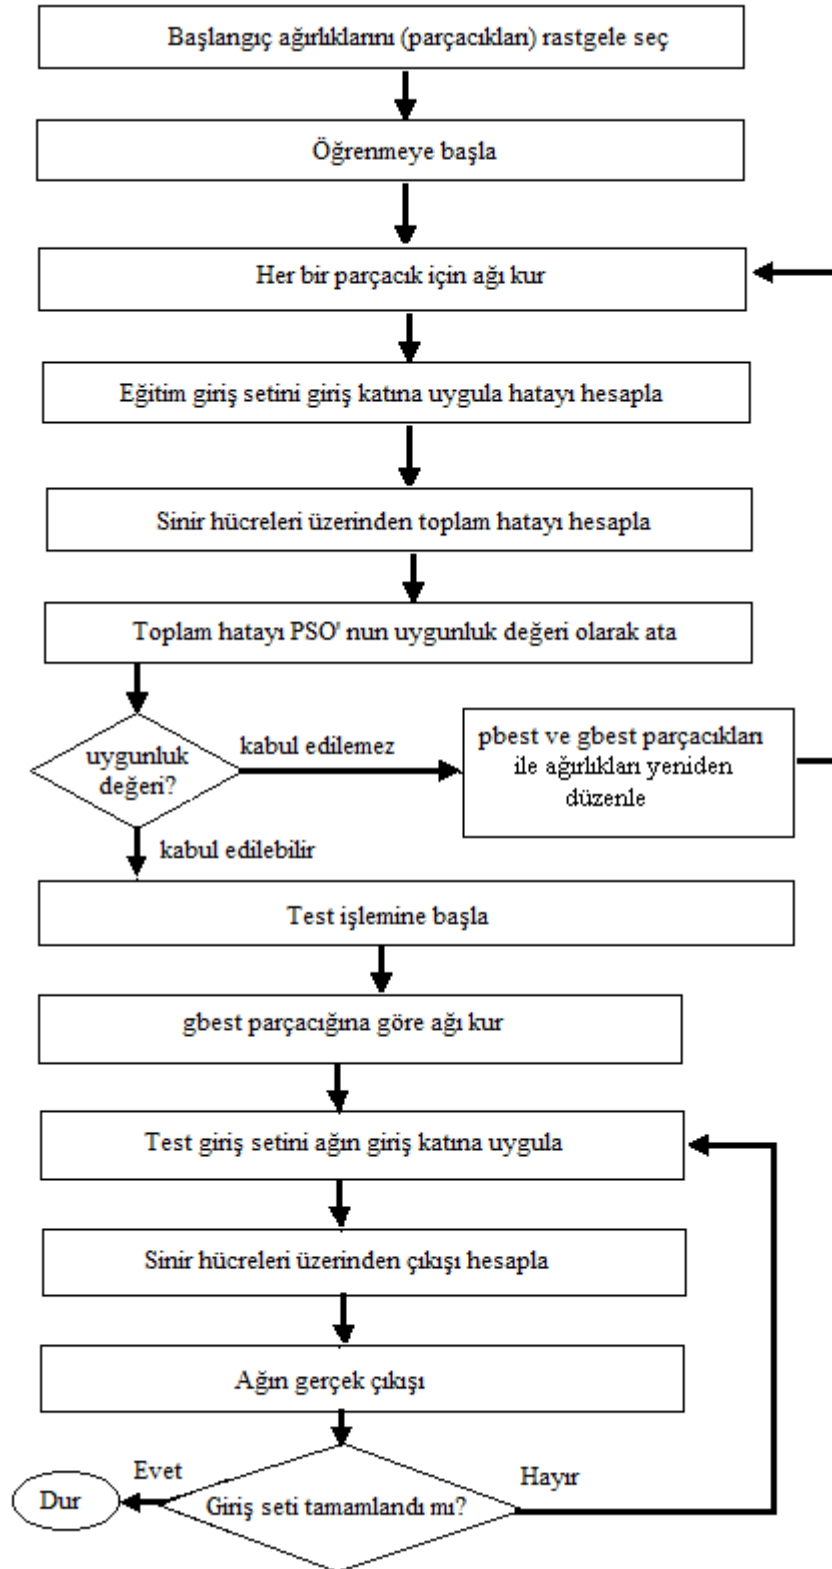 Başlangıç ağırlıklarını (parçacıkları) rastgele seç
Öğrenmeye başla
Her bir parçacık için ağı kur
Eğitim giriş setini giriş katına uygula hatayı hesapla
Sinir hücreleri üzerinden toplam hatayı hesapla
Toplam hatayı PSO' nun uygunluk değeri olarak ata
uygunluk
değeri?
kabul edilemez
pbest ve gbest parçacıkları
ile ağırlıkları yeniden
düzenle
kabul edilebilir
Test işlemine başla
gbest parçacığına göre ağı kur
Test giriş setini ağın giriş katına uygula
Sinir hücreleri üzerinden çıkışı hesapla
Ağın gerçek çıkışı
Evet
Hayır
Dur
Giriş seti tamamlandı mı?